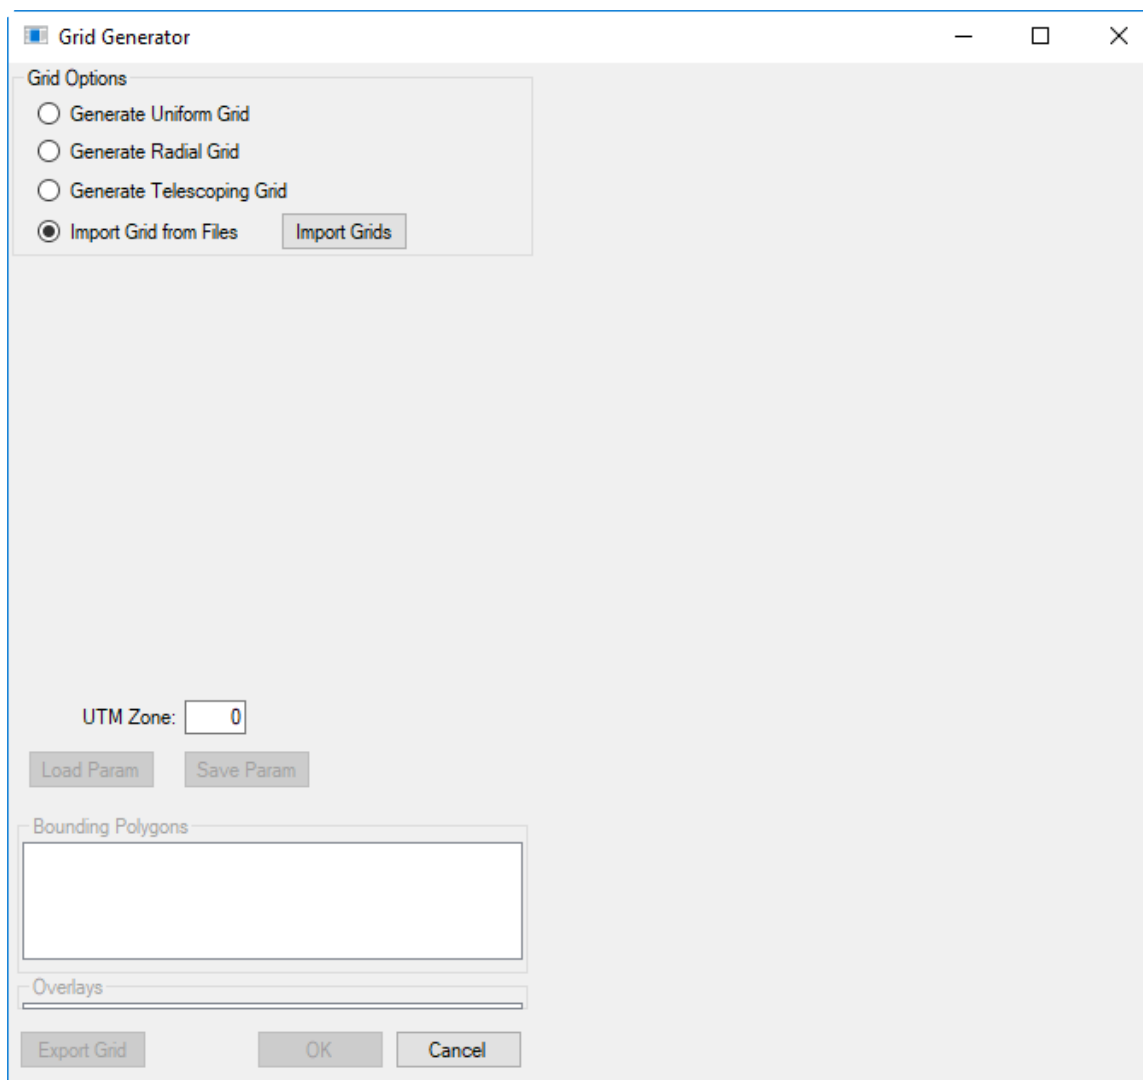 Grid Generator
Grid Options
Generate Uniform Grid
Generate Radial Grid
Generate Telescoping Grid
Import Grid from Files Import Grids
UTM Zone: 0
Load Param Save Param
Bounding Polygons
Overlays
Export Grid OK Cancel